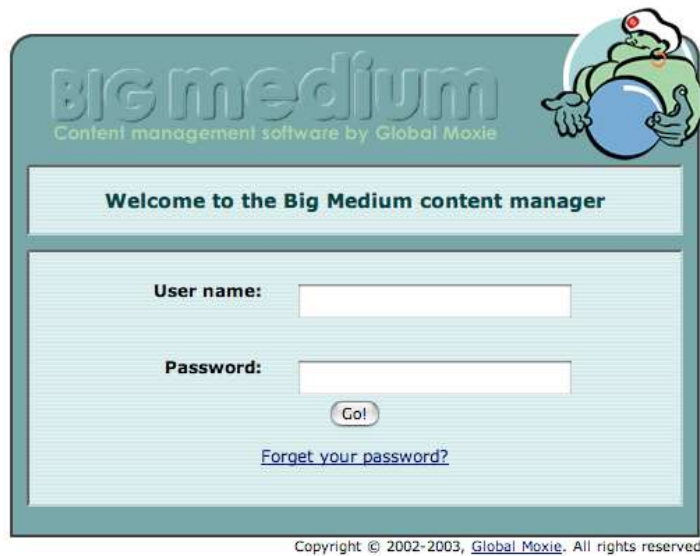 BIG medium
Content management software by Global Moxie
Welcome to the Big Medium content manager
User name:
Password:
Go!
Forget your password?
Copyright © 2002-2003, Global Moxie. All rights reserved